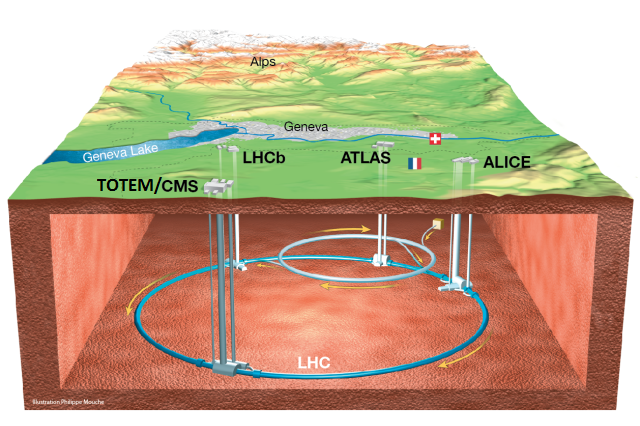 Alps
Geneva
Geneva Lake
LHCb
ATLAS
ALICE
TOTEM/CMS
LHC
Illustration Philippe Mouche